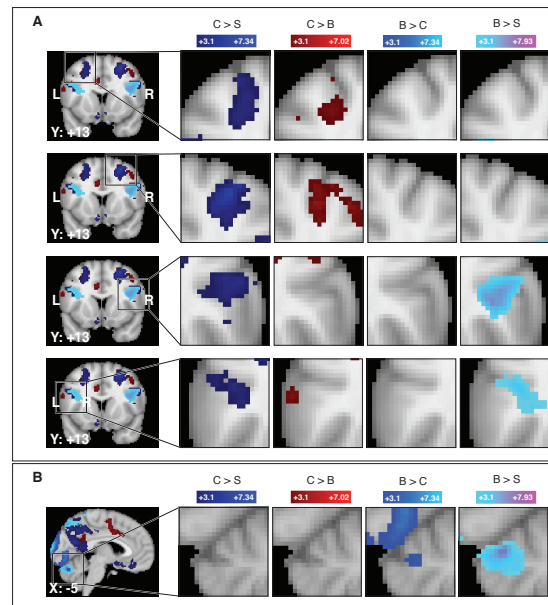 A
C > S C > B B > C B > S
+3.1 +7.34 +3.1 +7.02 +3.1 +7.34 +3.1 +7.93
L R
Y: +13
L R
Y: +13
L R
Y: +13
L R
Y: +13
B
C > S C > B B > C B > S
+3.1 +7.34 +3.1 +7.02 +3.1 +7.34 +3.1 +7.93
X: -5